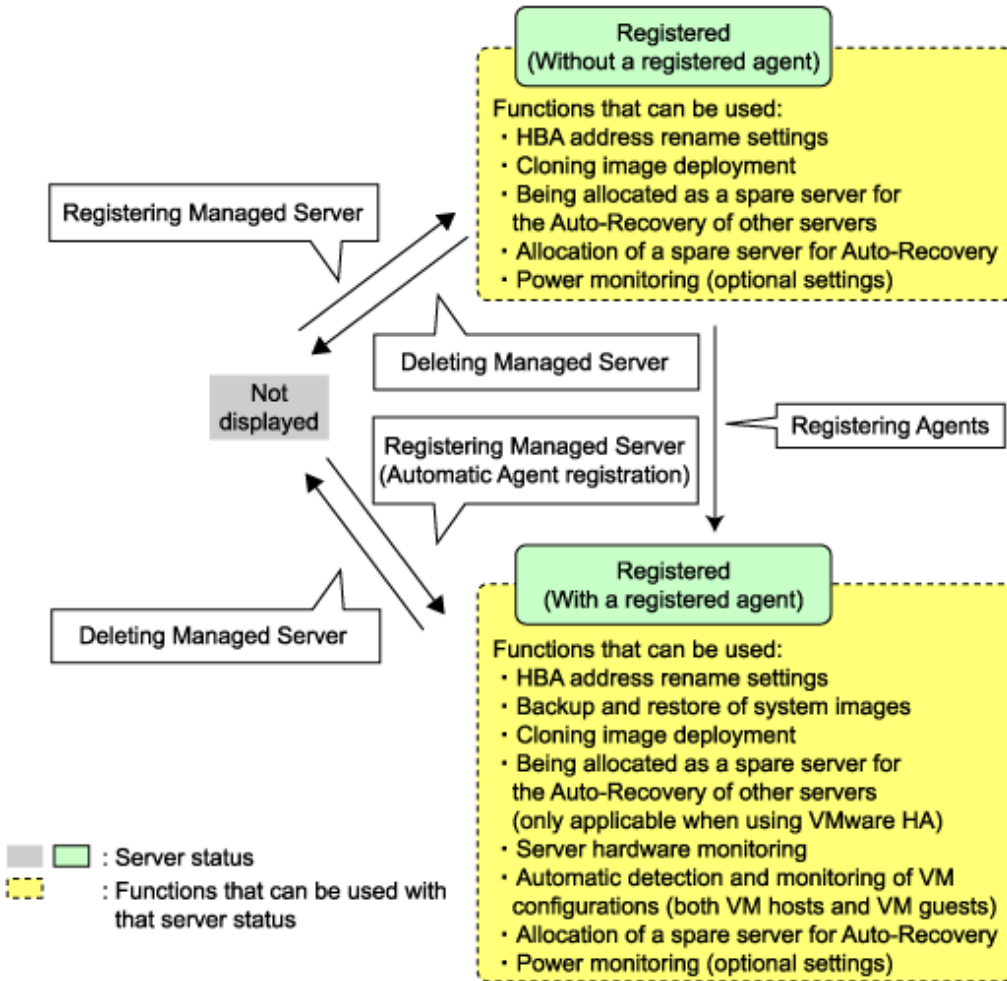 Registered
(Without a registered agent)
Functions that can be used:
・HBA address rename settings
・Cloning image deployment
・Being allocated as a spare server for
the Auto-Recovery of other servers
・Allocation of a spare server for Auto-Recovery
・Power monitoring (optional settings)
Registering Managed Server
Deleting Managed Server
Not
displayed
Registering Managed Server
(Automatic Agent registration)
Registering Agents
Deleting Managed Server
Registered
(With a registered agent)
Functions that can be used:
・HBA address rename settings
・Backup and restore of system images
・Cloning image deployment
・Being allocated as a spare server for
the Auto-Recovery of other servers
(only applicable when using VMware HA)
・Server hardware monitoring
・Automatic detection and monitoring of VM
configurations (both VM hosts and VM guests)
・Allocation of a spare server for Auto-Recovery
・Power monitoring (optional settings)
: Server status
: Functions that can be used with
that server status